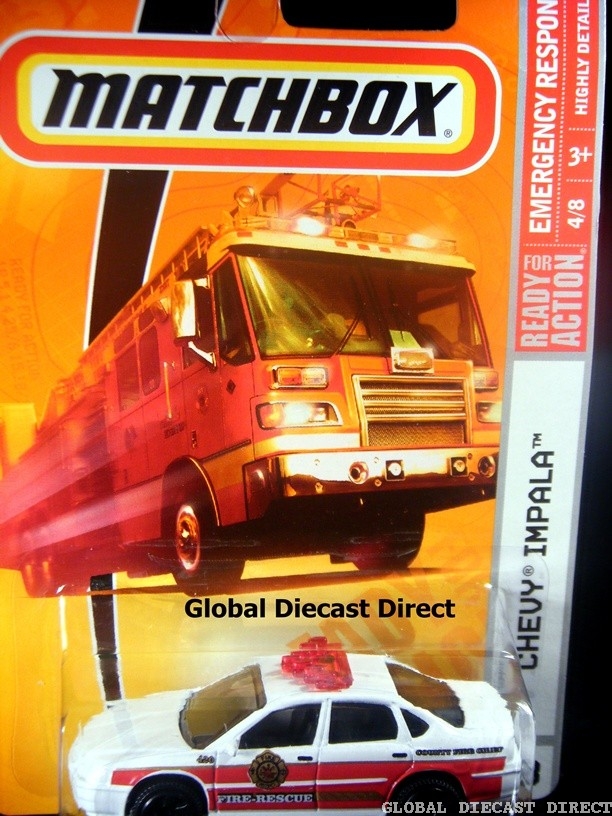 MATCHBOX®
EMERGENCY RESPON
HIGHLY DETAIL
4/8
3+
READY FOR
ACTION®
CHEVY® IMPALA™
Global Diecast Direct
420
COUNTY FIRE CHIEF
FIRE-RESCUE
GLOBAL DIECAST DIRECT